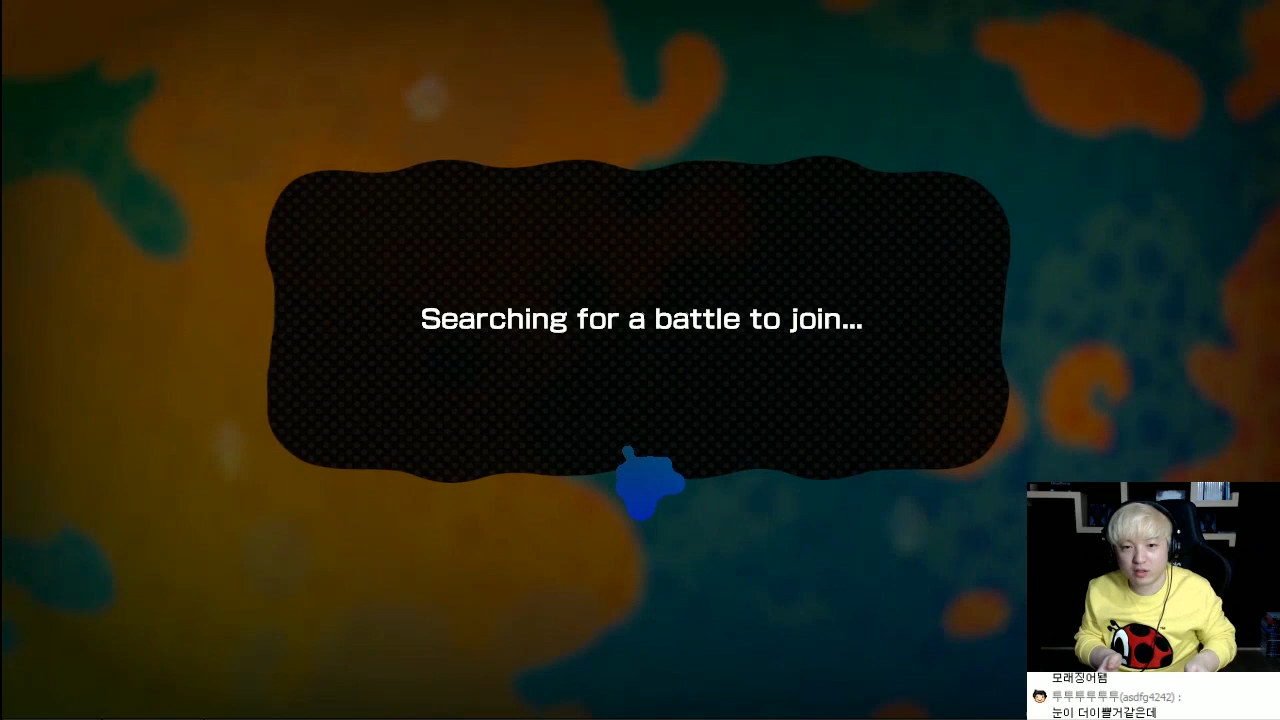 Searching for a battle to join...
모래징어탬
투투투투투투(asdfg4242) :
눈이 더이쁠거같은데